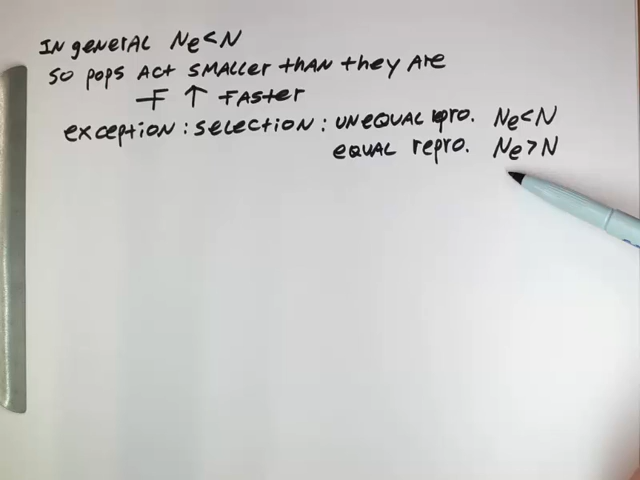 In general Ne<N
so pops act smaller than they are
F ↑ faster
exception: selection: unequal repro. Ne<N
equal repro. Ne>N